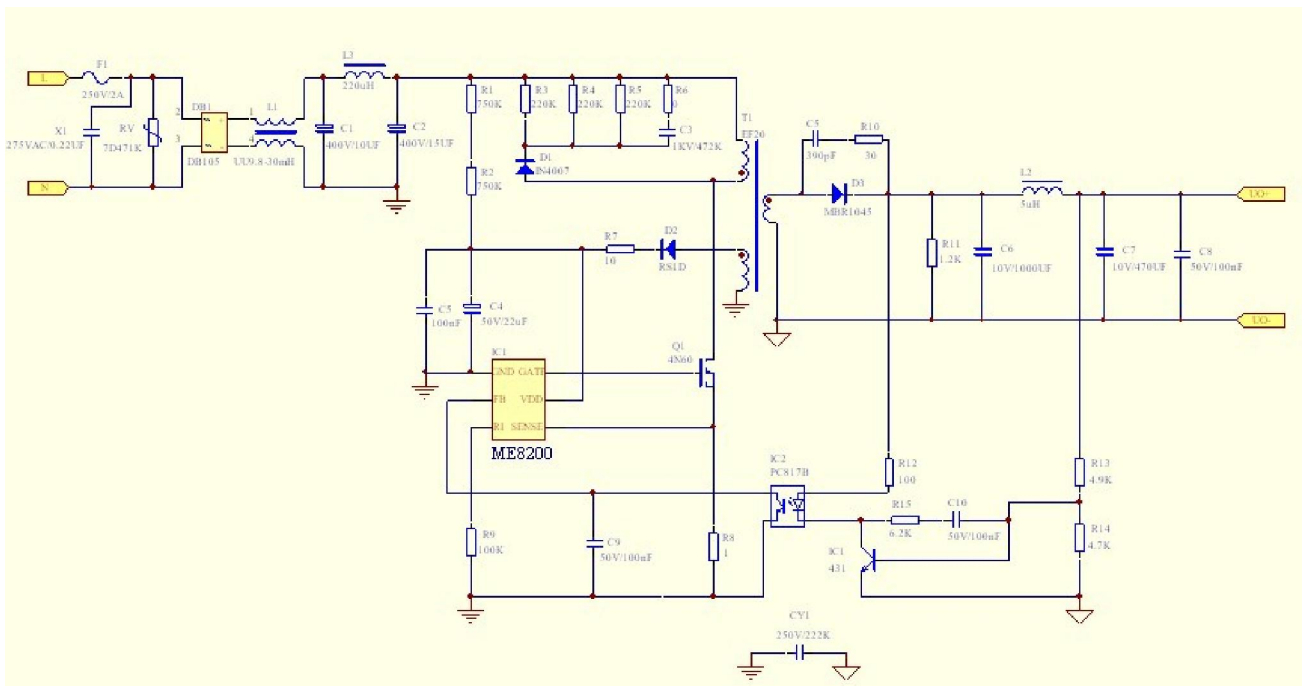 L
F1
250V/2A
X1
275VAC/0.22UF
RV
7D471K
N
DB1
2
3
DB105
L1
1
4
UU9.8-30mH
C1
400V/10UF
L3
220uH
C2
400V/15UF
R1
750K
R3
220K
R4
220K
R5
220K
R6
0
C3
1KV/472K
D1
IN4007
R2
750K
T1
EF20
C5
390pF
R10
30
D3
MBR1045
L2
5uH
UO+
R11
1.2K
C6
10V/1000UF
C7
10V/470UF
C8
50V/100nF
UO-
R7
10
D2
RS1D
C5
100nF
C4
50V/22uF
IC1
GND GATE
FB VDD
RI SENSE
ME8200
Q1
4N60
R9
100K
C9
50V/100nF
R8
1
IC2
PC817B
R12
100
R15
6.2K
C10
50V/100nF
R13
4.9K
R14
4.7K
IC1
431
CY1
250V/222K